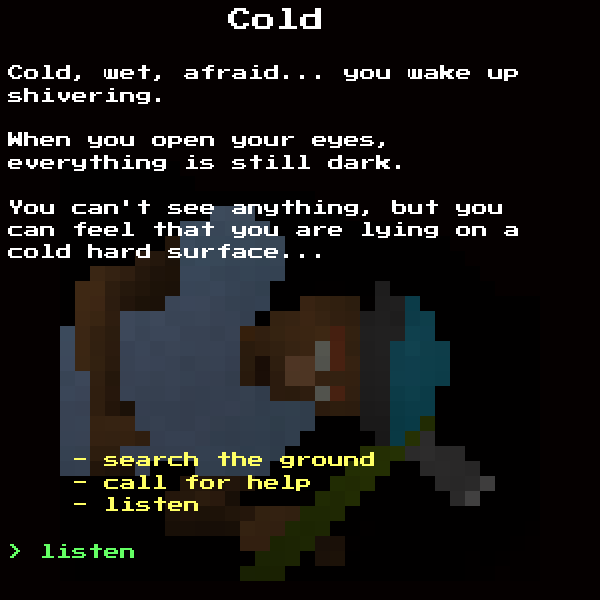 Cold
Cold, wet, afraid... you wake up
shivering.
When you open your eyes,
everything is still dark.
You can't see anything, but you
can feel that you are lying on a
cold hard surface...
- search the ground
- call for help
- listen
> listen